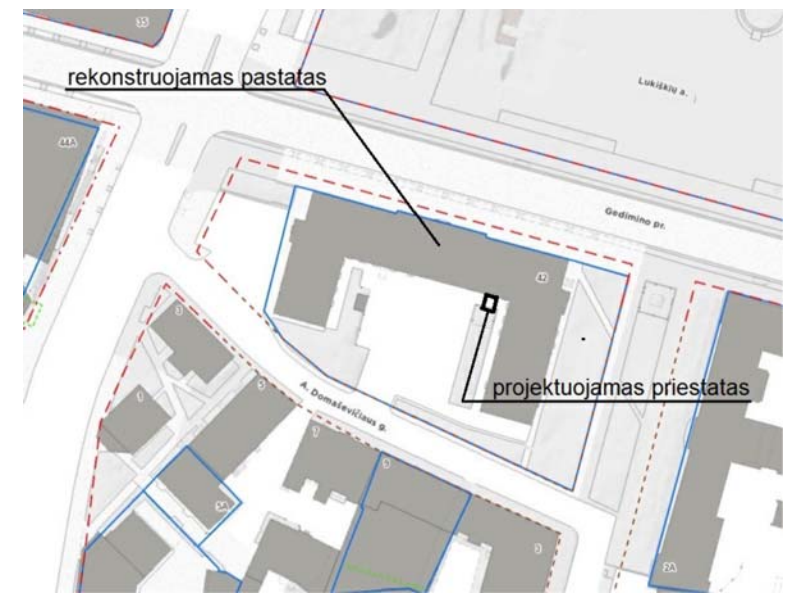 35
rekonstruojamas pastatas
Lukiškių a.
44A
Gedimino pr.
42
3
5
1
projektuojamas priestatas
A. Domaševičiaus g.
7
9
5A
3
2A